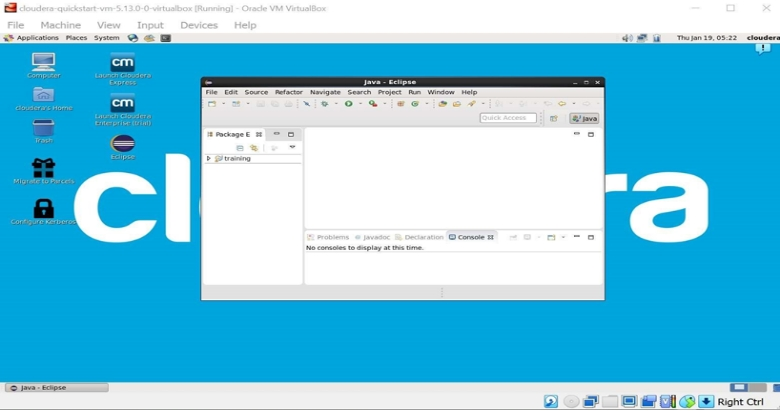 cloudera-quickstart-vm-5.13.0-0-virtualbox [Running] - Oracle VM VirtualBox
File Machine View Input Devices Help
Applications Places System Thu Jan 19, 05:22 cloudera
Computer
Launch Cloudera Express
cloudera's Home
Launch Cloudera Enterprise (trial)
Trash
Eclipse
Migrate to Parcels
Configure Kerberos
Java - Eclipse
File Edit Source Refactor Navigate Search Project Run Window Help
Quick Access Java
Package E
training
Problems Javadoc Declaration Console
No consoles to display at this time.
Java - Eclipse
Right Ctrl